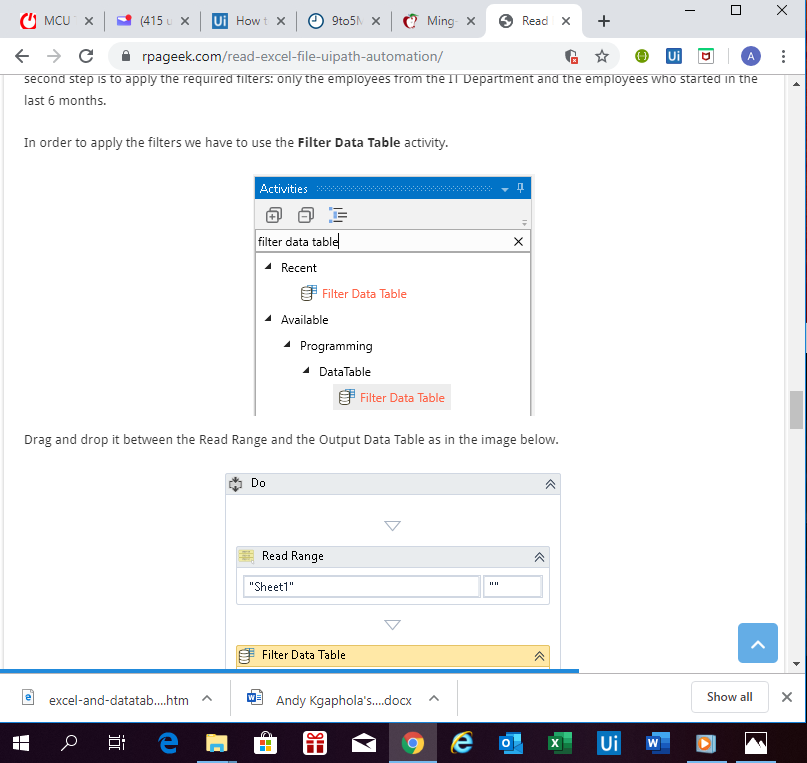 MCU
(415 u
How t
9to5M
Ming-
Read
rpageek.com/read-excel-file-uipath-automation/
Ui
A
second step is to apply the required filters: only the employees from the IT Department and the employees who started in the
last 6 months.
In order to apply the filters we have to use the Filter Data Table activity.
Activities
filter data table
Recent
Filter Data Table
Available
Programming
DataTable
Filter Data Table
Drag and drop it between the Read Range and the Output Data Table as in the image below.
Do
Read Range
"Sheet1" ""
Filter Data Table
excel-and-datatab....htm
Andy Kgaphola's....docx
Show all
Ui